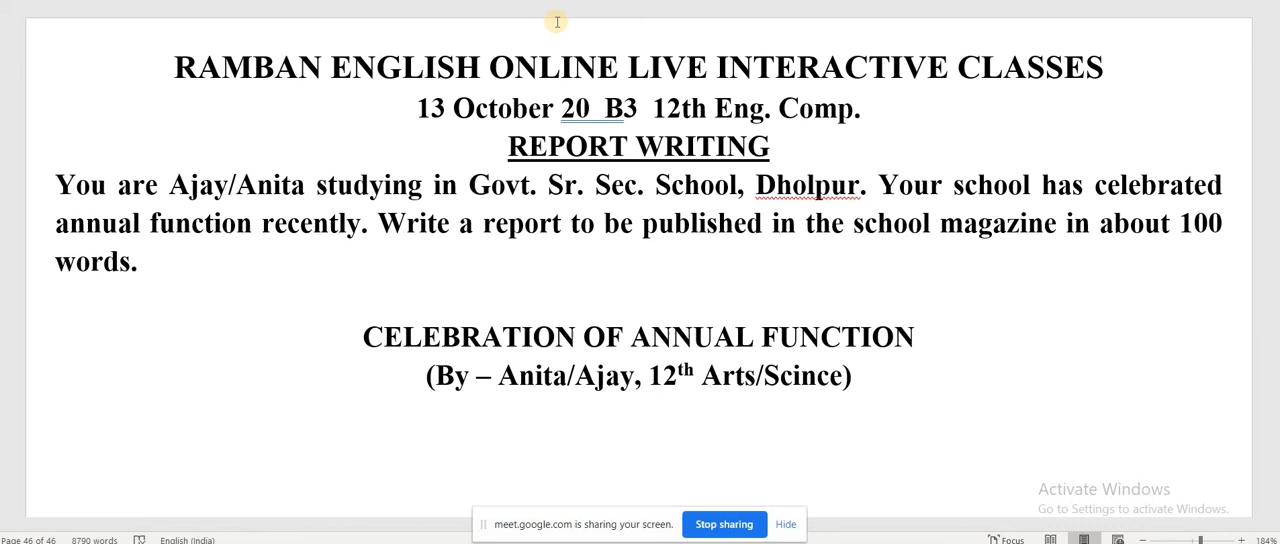 RAMBAN ENGLISH ONLINE LIVE INTERACTIVE CLASSES
13 October 20 B3 12th Eng. Comp.
REPORT WRITING
You are Ajay/Anita studying in Govt. Sr. Sec. School, Dholpur. Your school has celebrated
annual function recently. Write a report to be published in the school magazine in about 100
words.
CELEBRATION OF ANNUAL FUNCTION
(By – Anita/Ajay, 12th Arts/Scince)
Activate Windows
Go to Settings to activate Windows.
meet.google.com is sharing your screen. Stop sharing Hide
Page 46 of 46 8790 words English (India) Focus 184%